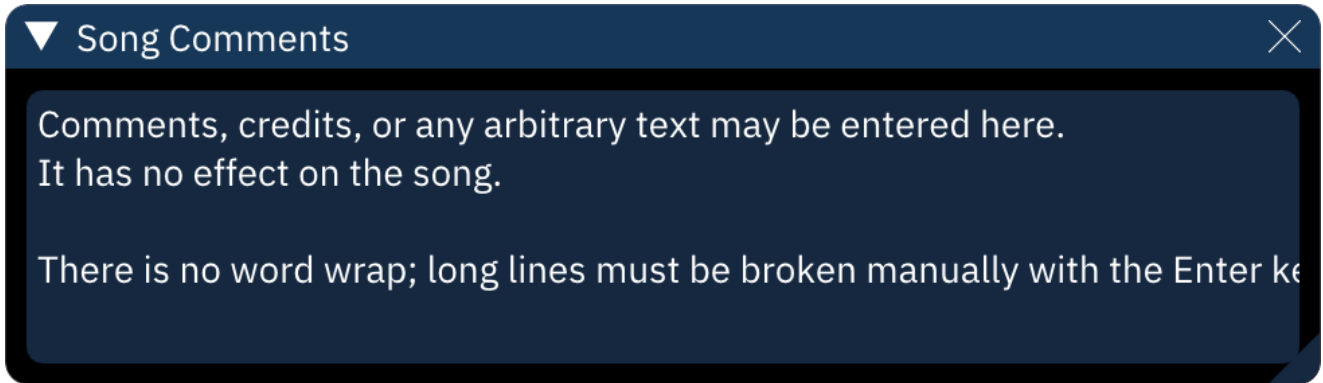 Song Comments
Comments, credits, or any arbitrary text may be entered here.
It has no effect on the song.
There is no word wrap; long lines must be broken manually with the Enter